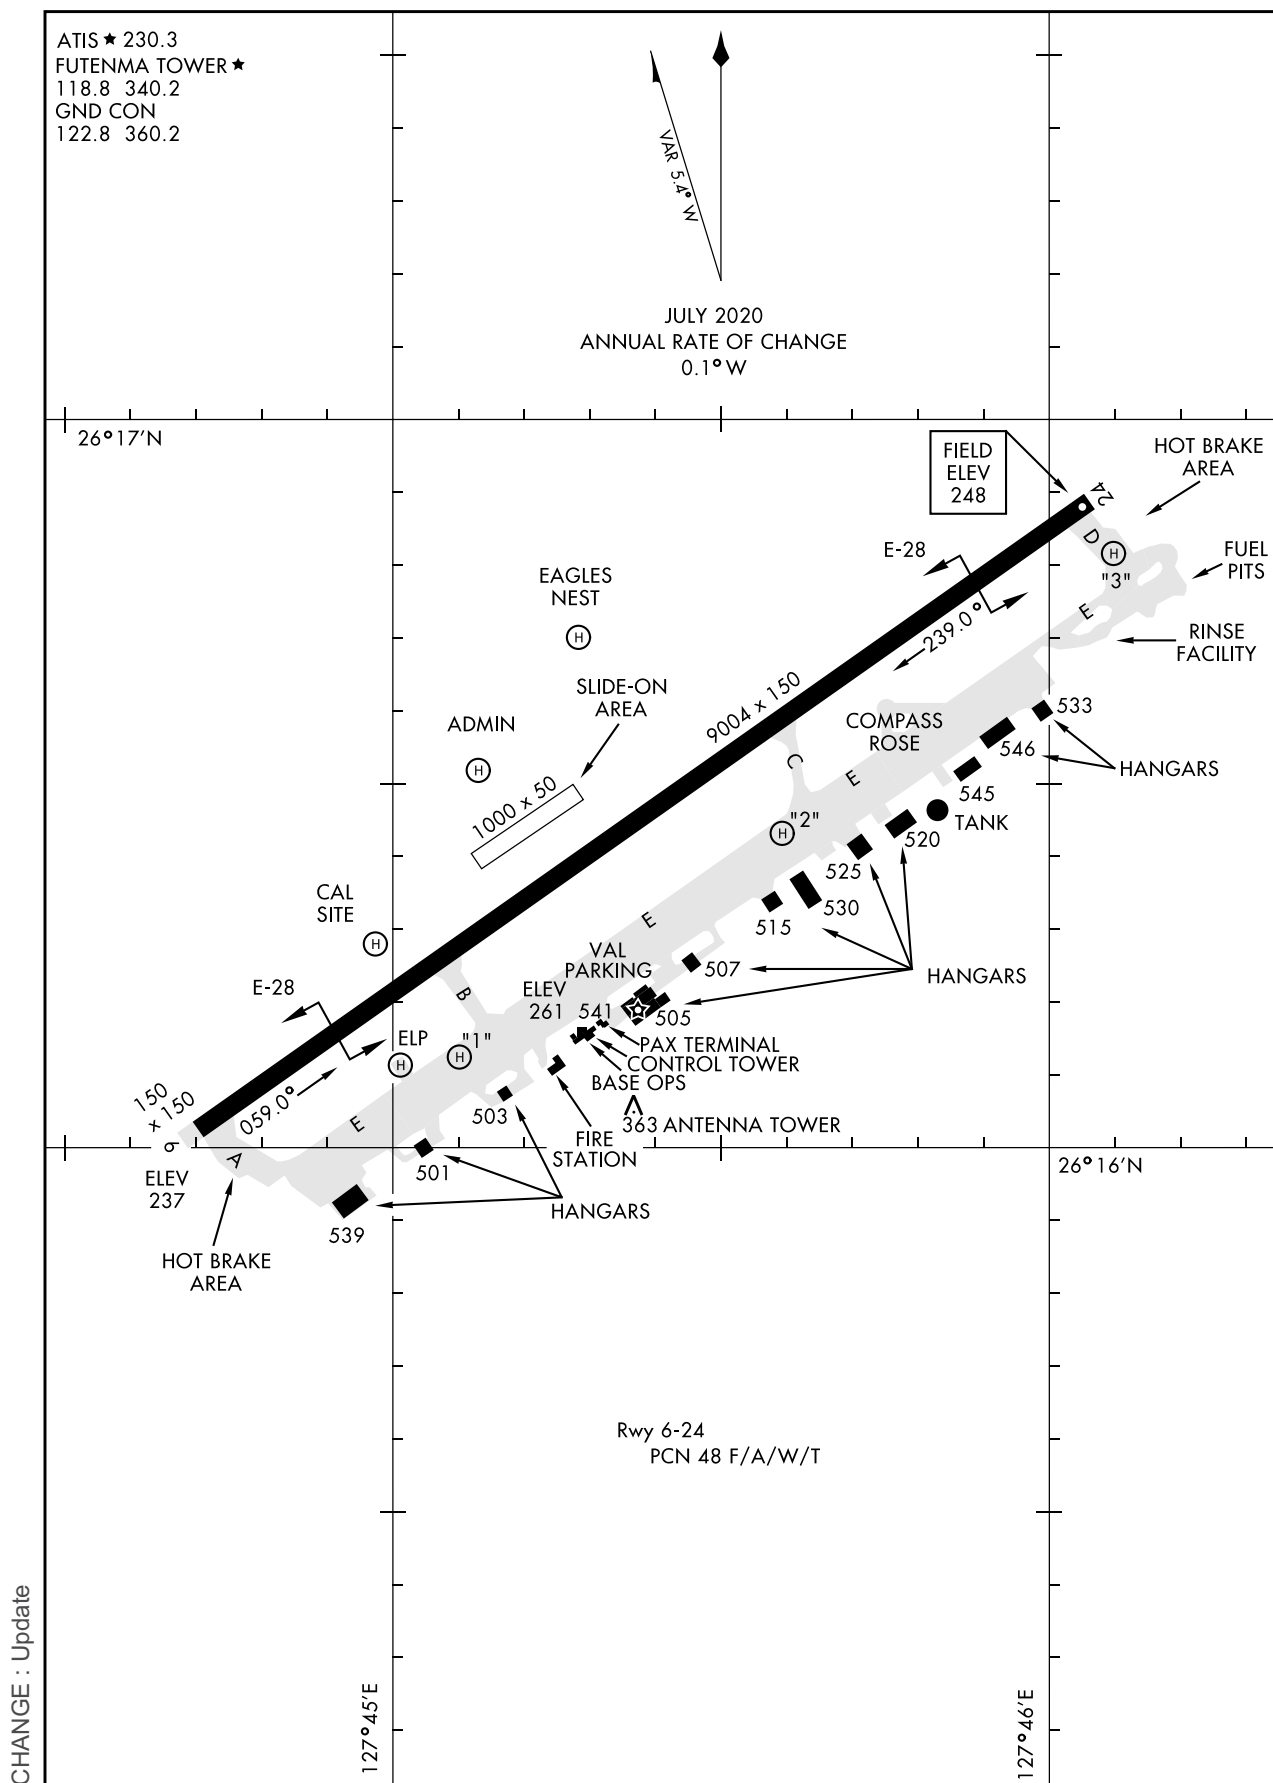 ATIS ★ 230.3
FUTENMA TOWER ★
118.8 340.2
GND CON
122.8 360.2
VAR 5.4° W
JULY 2020
ANNUAL RATE OF CHANGE
0.1° W
26°17'N
FIELD
ELEV
248
24
HOT BRAKE
AREA
D
H
"3"
FUEL
PITS
E-28
EAGLES
NEST
H
239.0°
E
RINSE
FACILITY
SLIDE-ON
AREA
9004 x 150
ADMIN
H
1000 x 50
COMPASS
ROSE
533
546
HANGARS
C
E
545
TANK
"2"
H
520
525
530
515
CAL
SITE
H
E
VAL
PARKING
507
HANGARS
E-28
B
ELEV
261
541
505
ELP
H
"1"
H
PAX TERMINAL
CONTROL TOWER
BASE OPS
363 ANTENNA TOWER
150
x 150
059.0°
E
503
FIRE
STATION
6
A
501
26°16'N
ELEV
237
539
HANGARS
HOT BRAKE
AREA
Rwy 6-24
PCN 48 F/A/W/T
127°45'E
127°46'E
CHANGE : Update